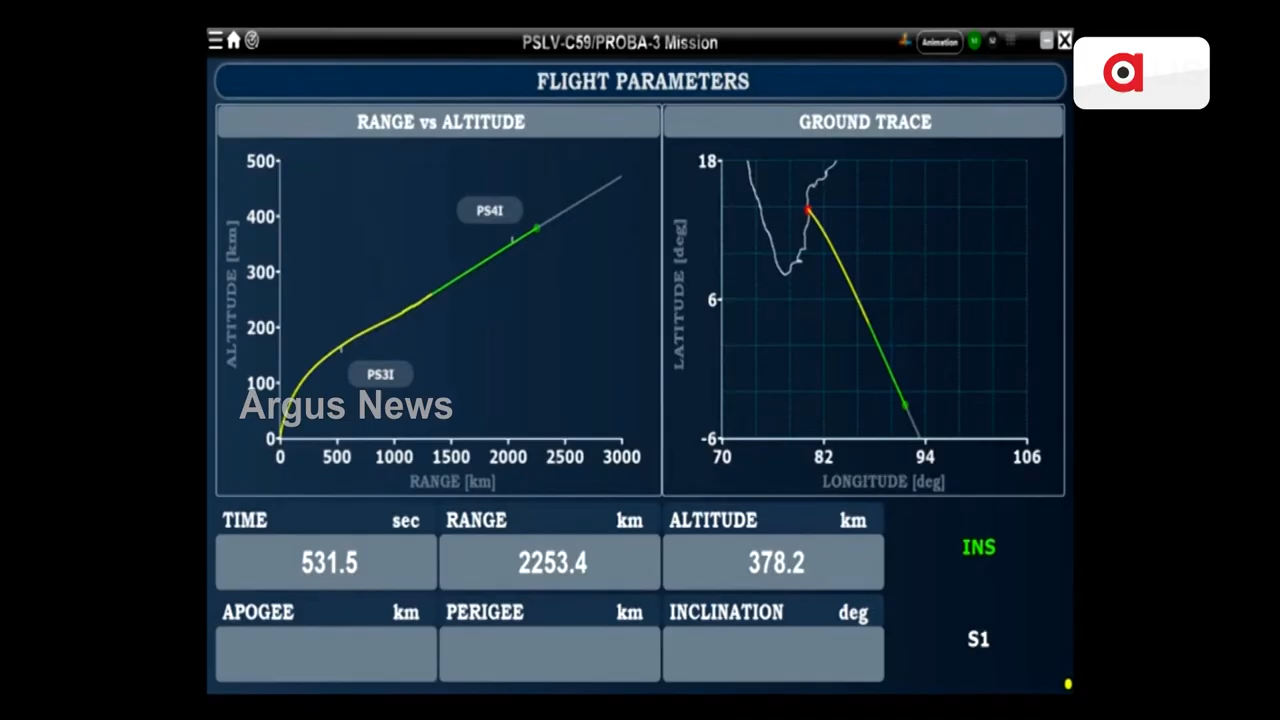 PSLV-C59/PROBA-3 Mission
Animation
S1
FLIGHT PARAMETERS
RANGE vs ALTITUDE
GROUND TRACE
500
400
300
200
100
0
ALTITUDE [km]
PS4I
PS3I
0 500 1000 1500 2000 2500 3000
RANGE [km]
18
6
-6
LATITUDE [deg]
70 82 94 106
LONGITUDE [deg]
Argus News
a
TIME sec RANGE km ALTITUDE km
531.5 2253.4 378.2
INS
APOGEE km PERIGEE km INCLINATION deg
S1